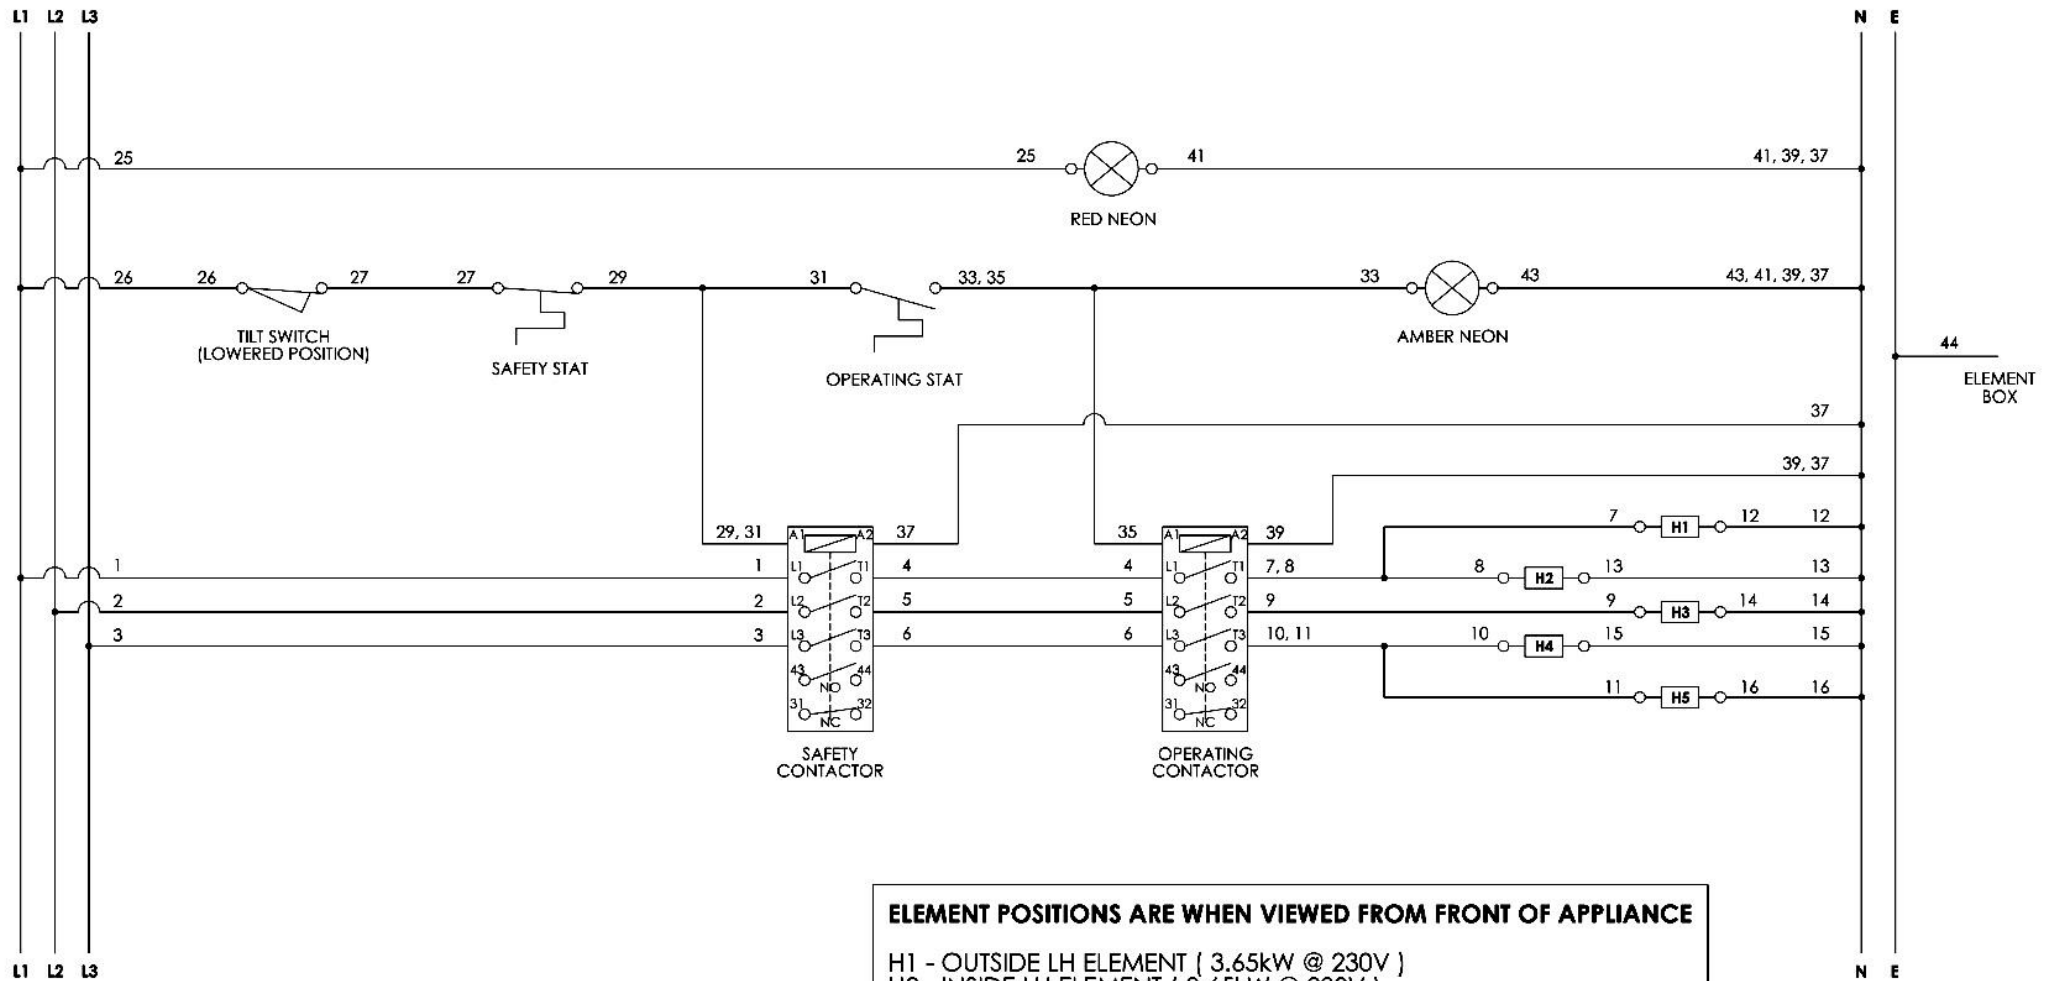 L1 L2 L3 N E
25 25 41 41, 39, 37
RED NEON
26 26 27 27 29 31 33, 35 33 43 43, 41, 39, 37
TILT SWITCH
(LOWERED POSITION)
SAFETY STAT
OPERATING STAT
AMBER NEON
44
ELEMENT
BOX
37
39, 37
29, 31 A1 A2 37 35 A1 A2 39
7 H1 12 12
1 1 L1 T1 4 4 L1 T1 7, 8 8 H2 13 13
2 2 L2 T2 5 5 L2 T2 9 9 H3 14 14
3 3 L3 T3 6 6 L3 T3 10, 11 10 H4 15 15
43 44 43 44
NO NO
11 H5 16 16
31 32 31 32
NC NC
SAFETY
CONTACTOR
OPERATING
CONTACTOR
ELEMENT POSITIONS ARE WHEN VIEWED FROM FRONT OF APPLIANCE
H1 - OUTSIDE LH ELEMENT ( 3.65kW @ 230V )
L1 L2 L3 N E